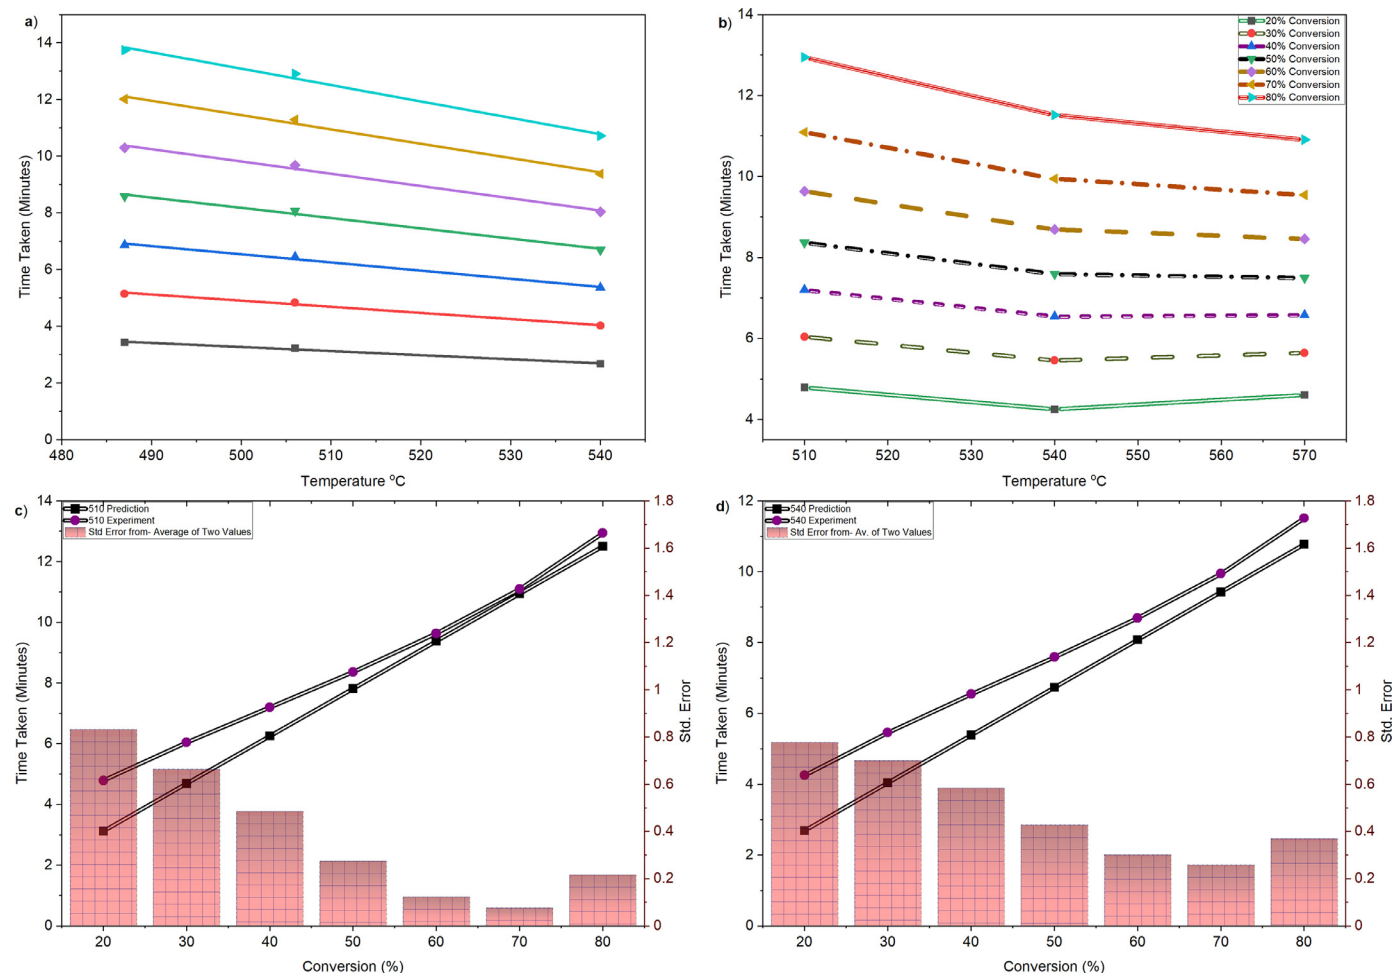 a)
14
12
10
8
6
4
2
0
Time Taken (Minutes)
480
490
500
510
520
530
540
Temperature °C
b)
20% Conversion
30% Conversion
40% Conversion
50% Conversion
60% Conversion
70% Conversion
80% Conversion
14
12
10
8
6
4
Time Taken (Minutes)
510
520
530
540
550
560
570
Temperature °C
c)
510 Prediction
510 Experiment
Std Error from- Average of Two Values
14
12
10
8
6
4
2
0
Time Taken (Minutes)
1.8
1.6
1.4
1.2
1
0.8
0.6
0.4
0.2
0
Std. Error
20
30
40
50
60
70
80
Conversion (%)
d)
540 Prediction
540 Experiment
Std Error from- Av. of Two Values
12
10
8
6
4
2
0
Time Taken (Minutes)
1.8
1.6
1.4
1.2
1
0.8
0.6
0.4
0.2
0
Std. Error
20
30
40
50
60
70
80
Conversion (%)